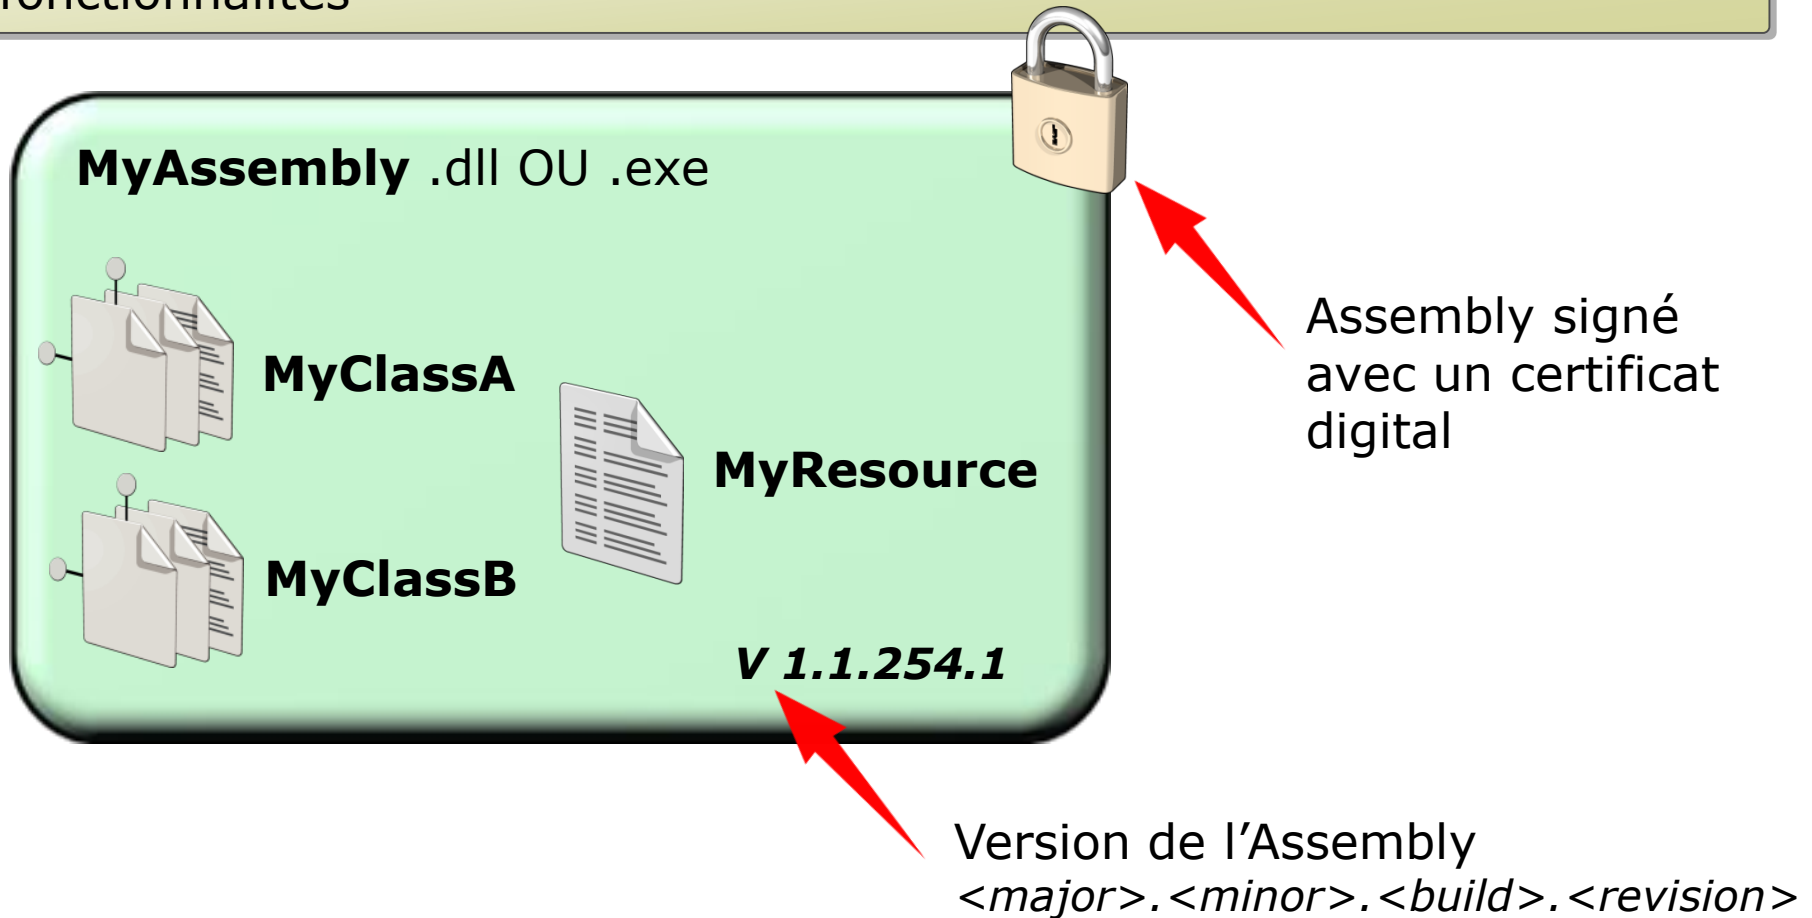 fonctionnalités
MyAssembly .dll OU .exe
MyClassA
MyResource
MyClassB
V 1.1.254.1
Assembly signé
avec un certificat
digital
Version de l’Assembly
<major>.<minor>.<build>.<revision>